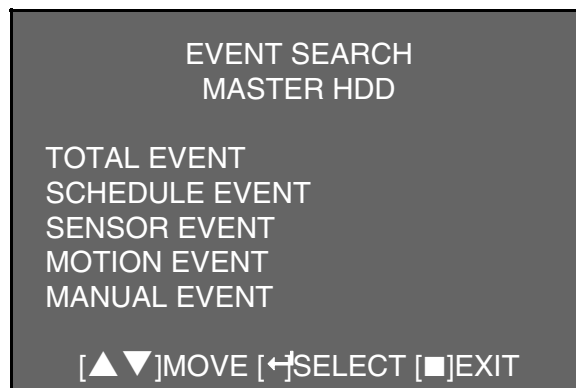 EVENT SEARCH
MASTER HDD
TOTAL EVENT
SCHEDULE EVENT
SENSOR EVENT
MOTION EVENT
MANUAL EVENT
[▲▼]MOVE [↵]SELECT [■]EXIT